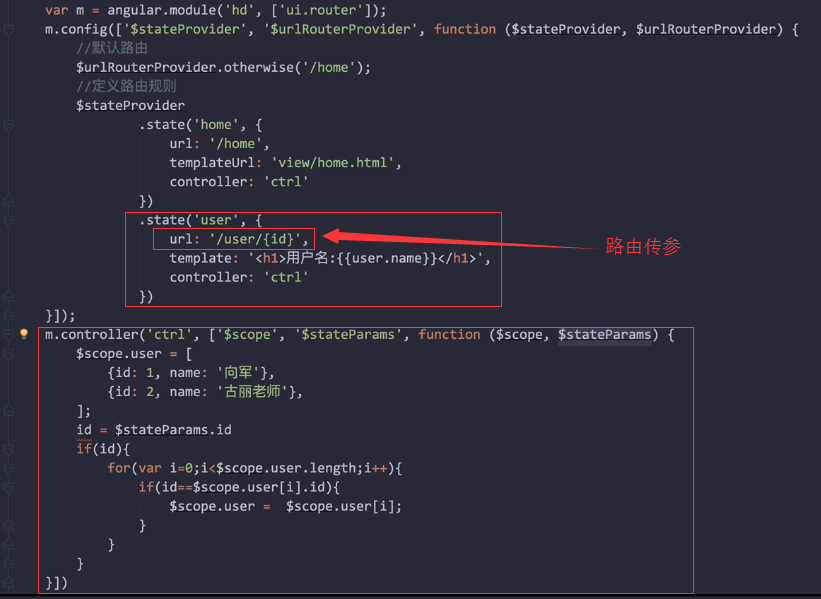 var m = angular.module('hd', ['ui.router']);
m.config(['$stateProvider', '$urlRouterProvider', function ($stateProvider, $urlRouterProvider) {
//默认路由
$urlRouterProvider.otherwise('/home');
//定义路由规则
$stateProvider
.state('home', {
url: '/home',
templateUrl: 'view/home.html',
controller: 'ctrl'
})
.state('user', {
url: '/user/{id}',
路由传参
template: '<h1>用户名:{{user.name}}</h1>',
controller: 'ctrl'
})
}]);
m.controller('ctrl', ['$scope', '$stateParams', function ($scope, $stateParams) {
$scope.user = [
{id: 1, name: '向军'},
{id: 2, name: '古丽老师'},
];
id = $stateParams.id
if(id){
for(var i=0;i<$scope.user.length;i++){
if(id==$scope.user[i].id){
$scope.user =  $scope.user[i];
}
}
}
}])